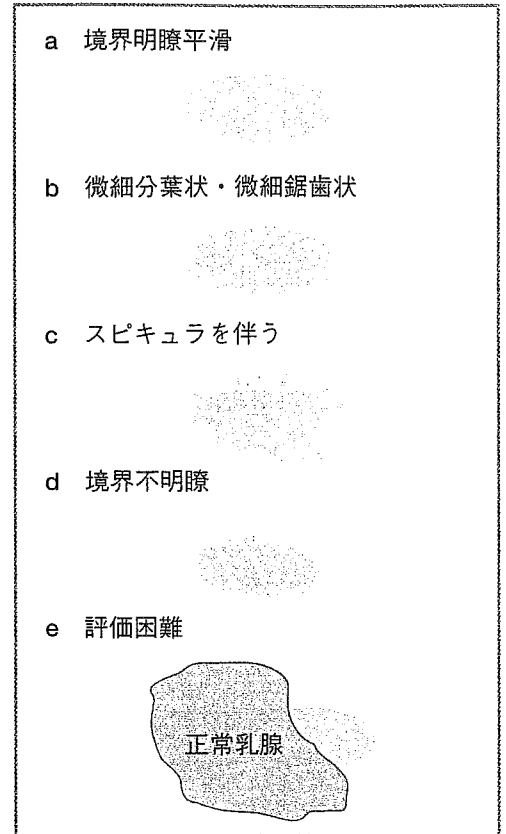 a 境界明瞭平滑
b 微細分葉状・微細鋸歯状
c スピキュラを伴う
d 境界不明瞭
e 評価困難
正常乳腺